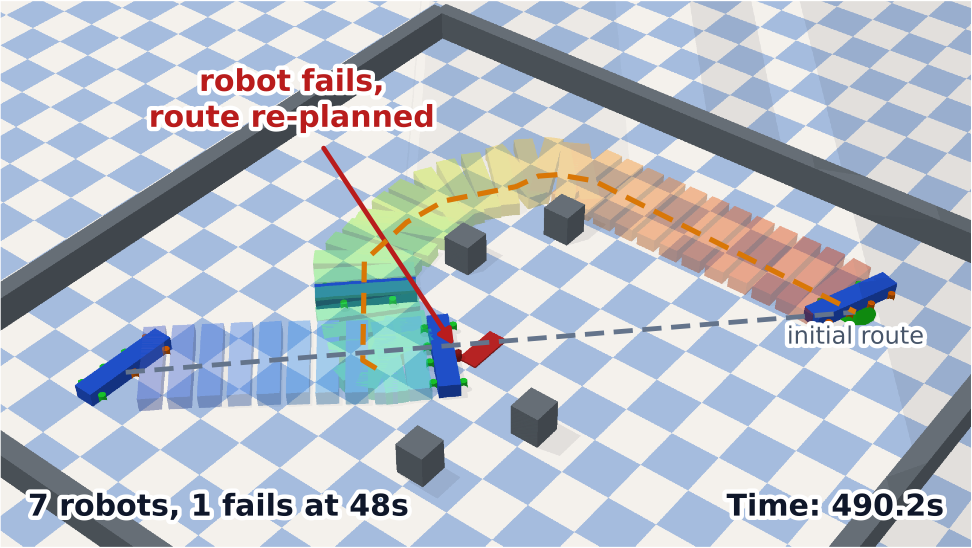 robot fails,
route re-planned
initial route
7 robots, 1 fails at 48s
Time: 490.2s